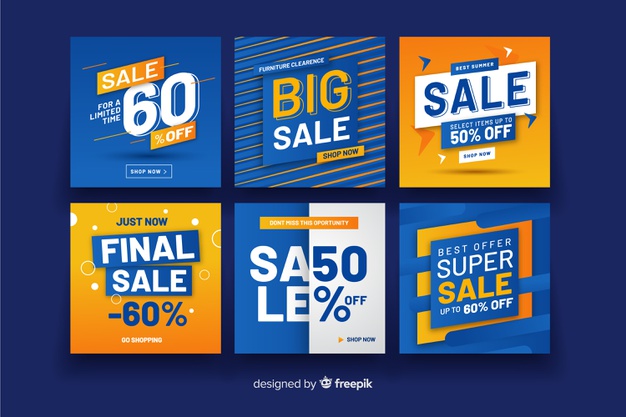 SALE
FOR A
LIMITED
TIME
60
%OFF
SHOP NOW
FURNITURE CLEARENCE
BIG
SALE
SHOP NOW
BEST SUMMER
SALE
SELECT ITEMS UP TO
50% OFF
SHOP NOW
JUST NOW
FINAL
SALE
-60%
GO SHOPPING
DONT MISS THIS OPORTUNITY
SA
LE
50
%OFF
SHOP NOW
BEST OFFER
SUPER
SALE
UP TO 60% OFF
designed by freepik